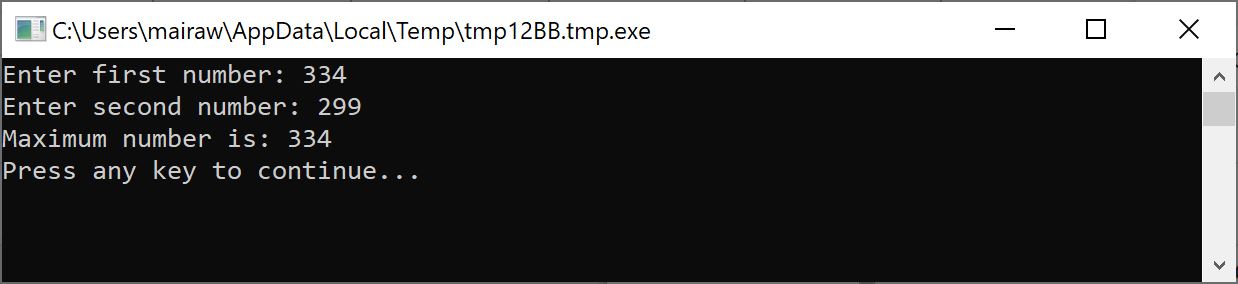 C:\Users\mairaw\AppData\Local\Temp\tmp12BB.tmp.exe
Enter first number: 334
Enter second number: 299
Maximum number is: 334
Press any key to continue...